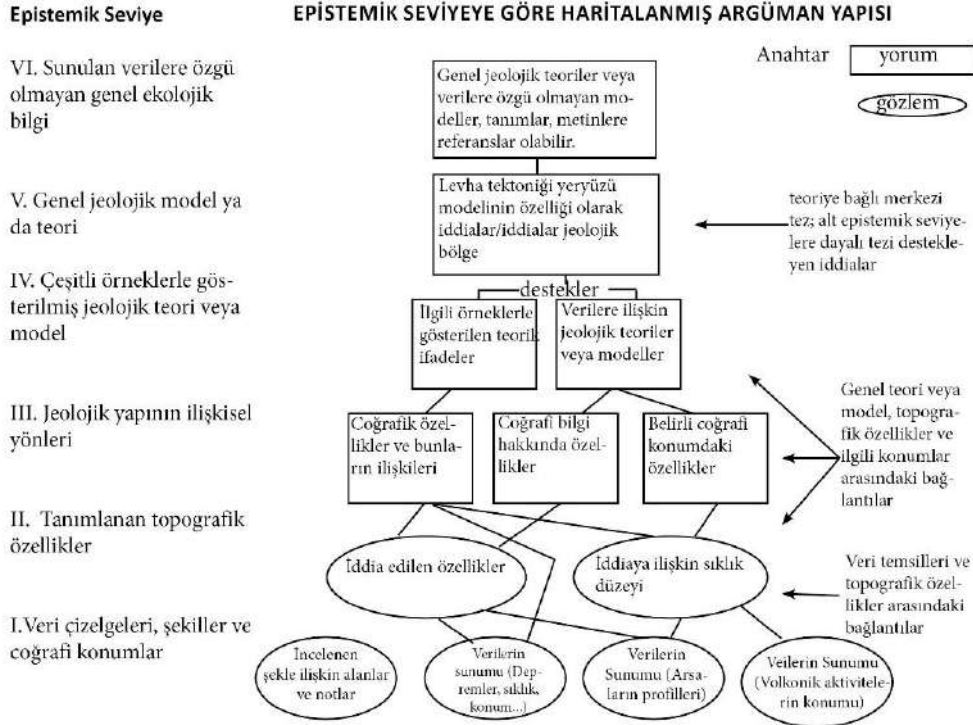 Epistemik Seviye
EPİSTEMİK SEVİYEYE GÖRE HARİTALANMIŞ ARGÜMAN YAPISI
Anahtar
yorum
gözlem
VI. Sunulan verilere özgü
olmayan genel ekolojik
bilgi
Genel jeolojik teoriler veya
verilere özgü olmayan mo-
deller, tanımlar, metinlere
referanslar olabilir.
V. Genel jeolojik model ya
da teori
Levha tektoniği yeryüzü
modelinin özelliği olarak
iddialar/iddialar jeolojik
bölge
teoriye bağlı merkezi
tez; alt epistemik seviye-
lere dayalı tezi destekle-
yen iddialar
IV. Çeşitli örneklerle gös-
terilmiş jeolojik teori veya
model
destekler
İlgili örneklerle
gösterilen teorik
ifadeler
Verilere ilişkin
jeolojik teoriler
veya modeller
III. Jeolojik yapının ilişkisel
yönleri
Coğrafik özel-
likler ve bunla-
rın ilişkileri
Coğrafi bilgi
hakkında özel-
likler
Belirli coğrafi
konumdaki
özellikler
Genel teori veya
model, topogra-
fik özellikler ve
ilgili konumlar
arasındaki bağ-
lantılar
II. Tanımlanan topografik
özellikler
İddia edilen özellikler
İddiaya ilişkin sıklık
düzeyi
Veri temsilleri ve
topografik özel-
likler arasındaki
bağlantılar
I.Veri çizelgeleri, şekiller ve
coğrafi konumlar
İncelenen
şekle ilişkin alanlar
ve notlar
Verilerin
sunumu (Dep-
remler, sıklık,
konum...)
Verilerin
Sunumu (Arsa-
ların profilleri)
Veilerin Sunumu
(Volkonik aktivitele-
rin konumu)